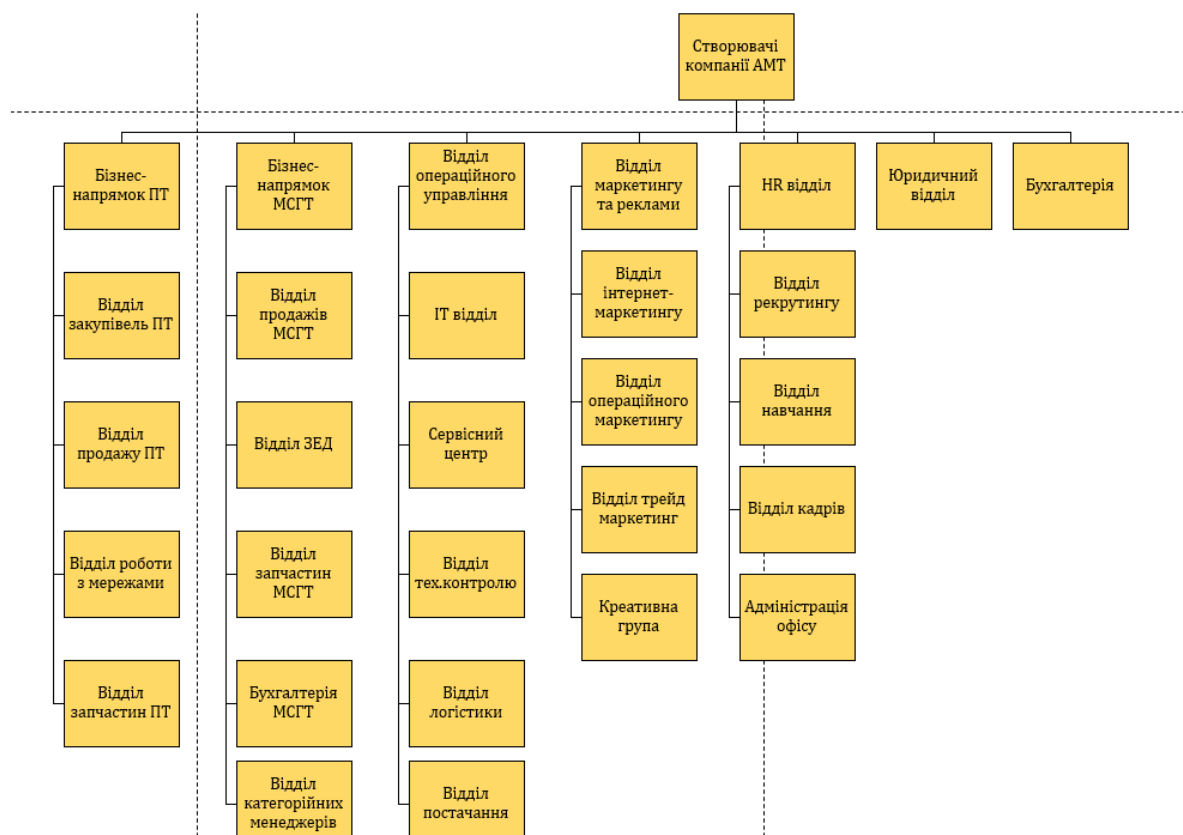 Створювачі
компанії АМТ
Бізнес-
напрямок ПТ
Відділ
закупівель ПТ
Відділ
продажу ПТ
Відділ роботи
з мережами
Відділ
запчастин ПТ
Бізнес-
напрямок
МСГТ
Відділ
продажів
МСГТ
Відділ ЗЕД
Відділ
запчастин
МСГТ
Бухгалтерія
МСГТ
Відділ
категорійних
менеджерів
Відділ
операційного
управління
ІТ відділ
Сервісний
центр
Відділ
тех.контролю
Відділ
логістики
Відділ
постачання
Відділ
маркетингу
та реклами
Відділ
інтернет-
маркетингу
Відділ
операційного
маркетингу
Відділ трейд
маркетинг
Креативна
група
HR відділ
Відділ
рекрутингу
Відділ
навчання
Відділ кадрів
Адміністрація
офісу
Юридичний
відділ
Бухгалтерія